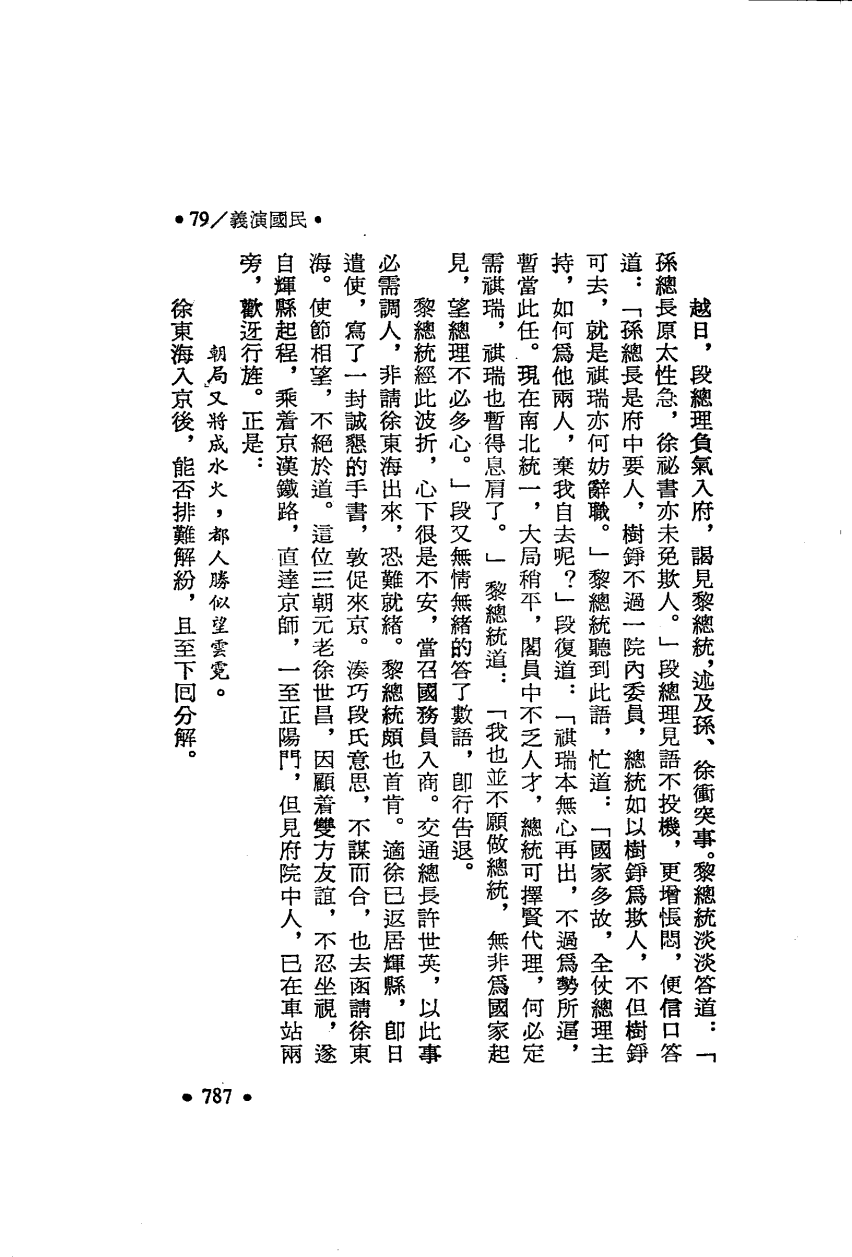 •79／義演國民•
越日，段總理負氣入府，謁見黎總統，述及孫、徐衝突事。黎總統淡淡答道：「
孫總長原太性急，徐祕書亦未免欺人。」段總理見語不投機，更增悵悶，便信口答
道：「孫總長是府中要人，樹錚不過一院內委員，總統如以樹錚爲欺人，不但樹錚
可去，就是祺瑞亦何妨辭職。」黎總統聽到此語，忙道：「國家多故，全仗總理主
持，如何爲他兩人，棄我自去呢？」段復道：「祺瑞本無心再出，不過爲勢所逼，
暫當此任。現在南北統一，大局稍平，閣員中不乏人才，總統可擇賢代理，何必定
需祺瑞，祺瑞也暫得息肩了。」黎總統道：「我也並不願做總統，無非爲國家起
見，望總理不必多心。」段又無情無緒的答了數語，卽行告退。
黎總統經此波折，心下很是不安，當召國務員入商。交通總長許世英，以此事
必需調人，非請徐東海出來，恐難就緒。黎總統頗也首肯。適徐已返居輝縣，卽日
遣使，寫了一封誠懇的手書，敦促來京。湊巧段氏意思，不謀而合，也去函請徐東
海。使節相望，不絕於道。這位三朝元老徐世昌，因顧着雙方友誼，不忍坐視，遂
自輝縣起程，乘着京漢鐵路，直達京師，一至正陽門，但見府院中人，已在車站兩
旁，歡迓行旌。正是：
朝局又將成水火，都人勝似望雲霓。
徐東海入京後，能否排難解紛，且至下回分解。
•787•